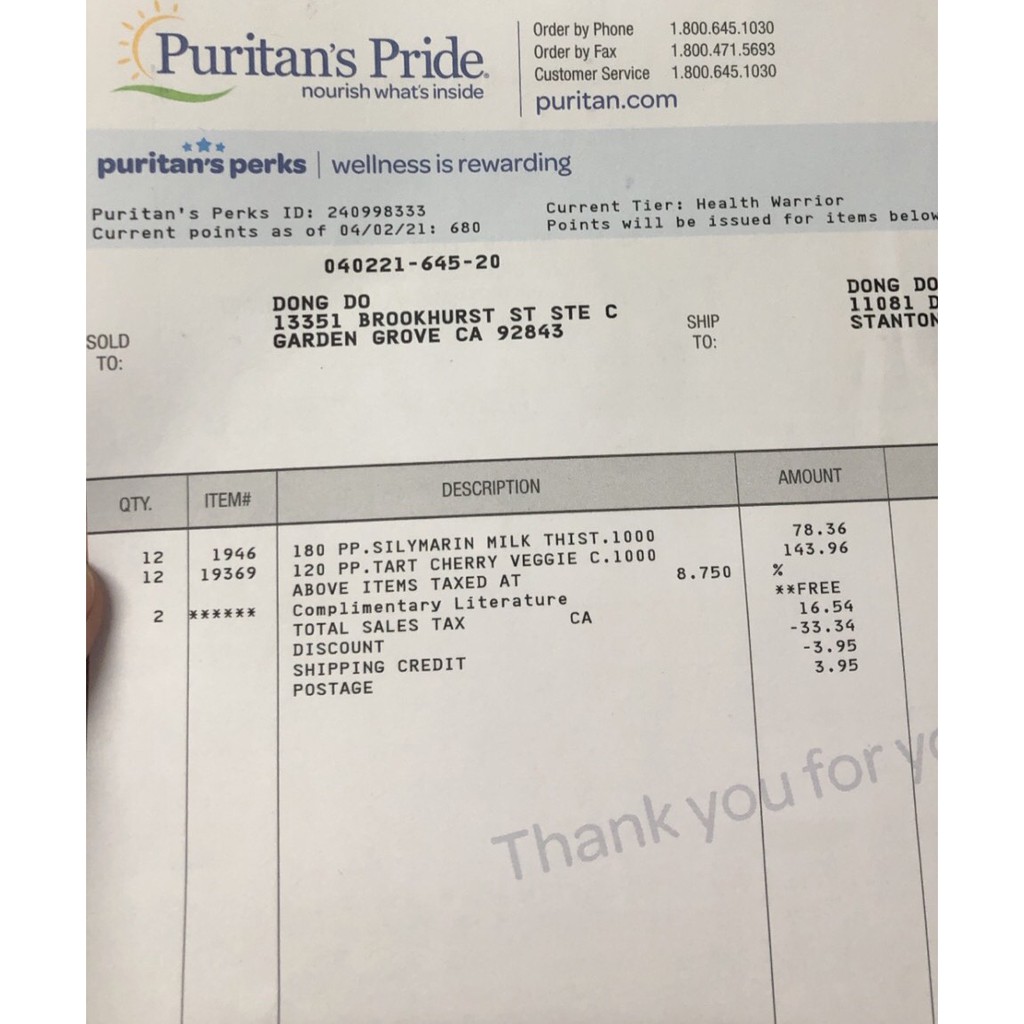 Puritan's Pride®
nourish what's inside
Order by Phone 1.800.645.1030
Order by Fax 1.800.471.5693
Customer Service 1.800.645.1030
puritan.com
puritan's perks | wellness is rewarding
Puritan's Perks ID: 240998333
Current points as of 04/02/21: 680
Current Tier: Health Warrior
Points will be issued for items below
040221-645-20
SOLD TO:
DONG DO
13351 BROOKHURST ST STE C
GARDEN GROVE CA 92843
SHIP TO:
DONG DO
11081 D
STANTON
QTY. ITEM# DESCRIPTION AMOUNT
12 1946 180 PP.SILYMARIN MILK THIST.1000 78.36
12 19369 120 PP.TART CHERRY VEGGIE C.1000 143.96
ABOVE ITEMS TAXED AT 8.750 %
2 ****** Complimentary Literature **FREE
TOTAL SALES TAX CA 16.54
DISCOUNT -33.34
SHIPPING CREDIT -3.95
POSTAGE 3.95
Thank you for yo